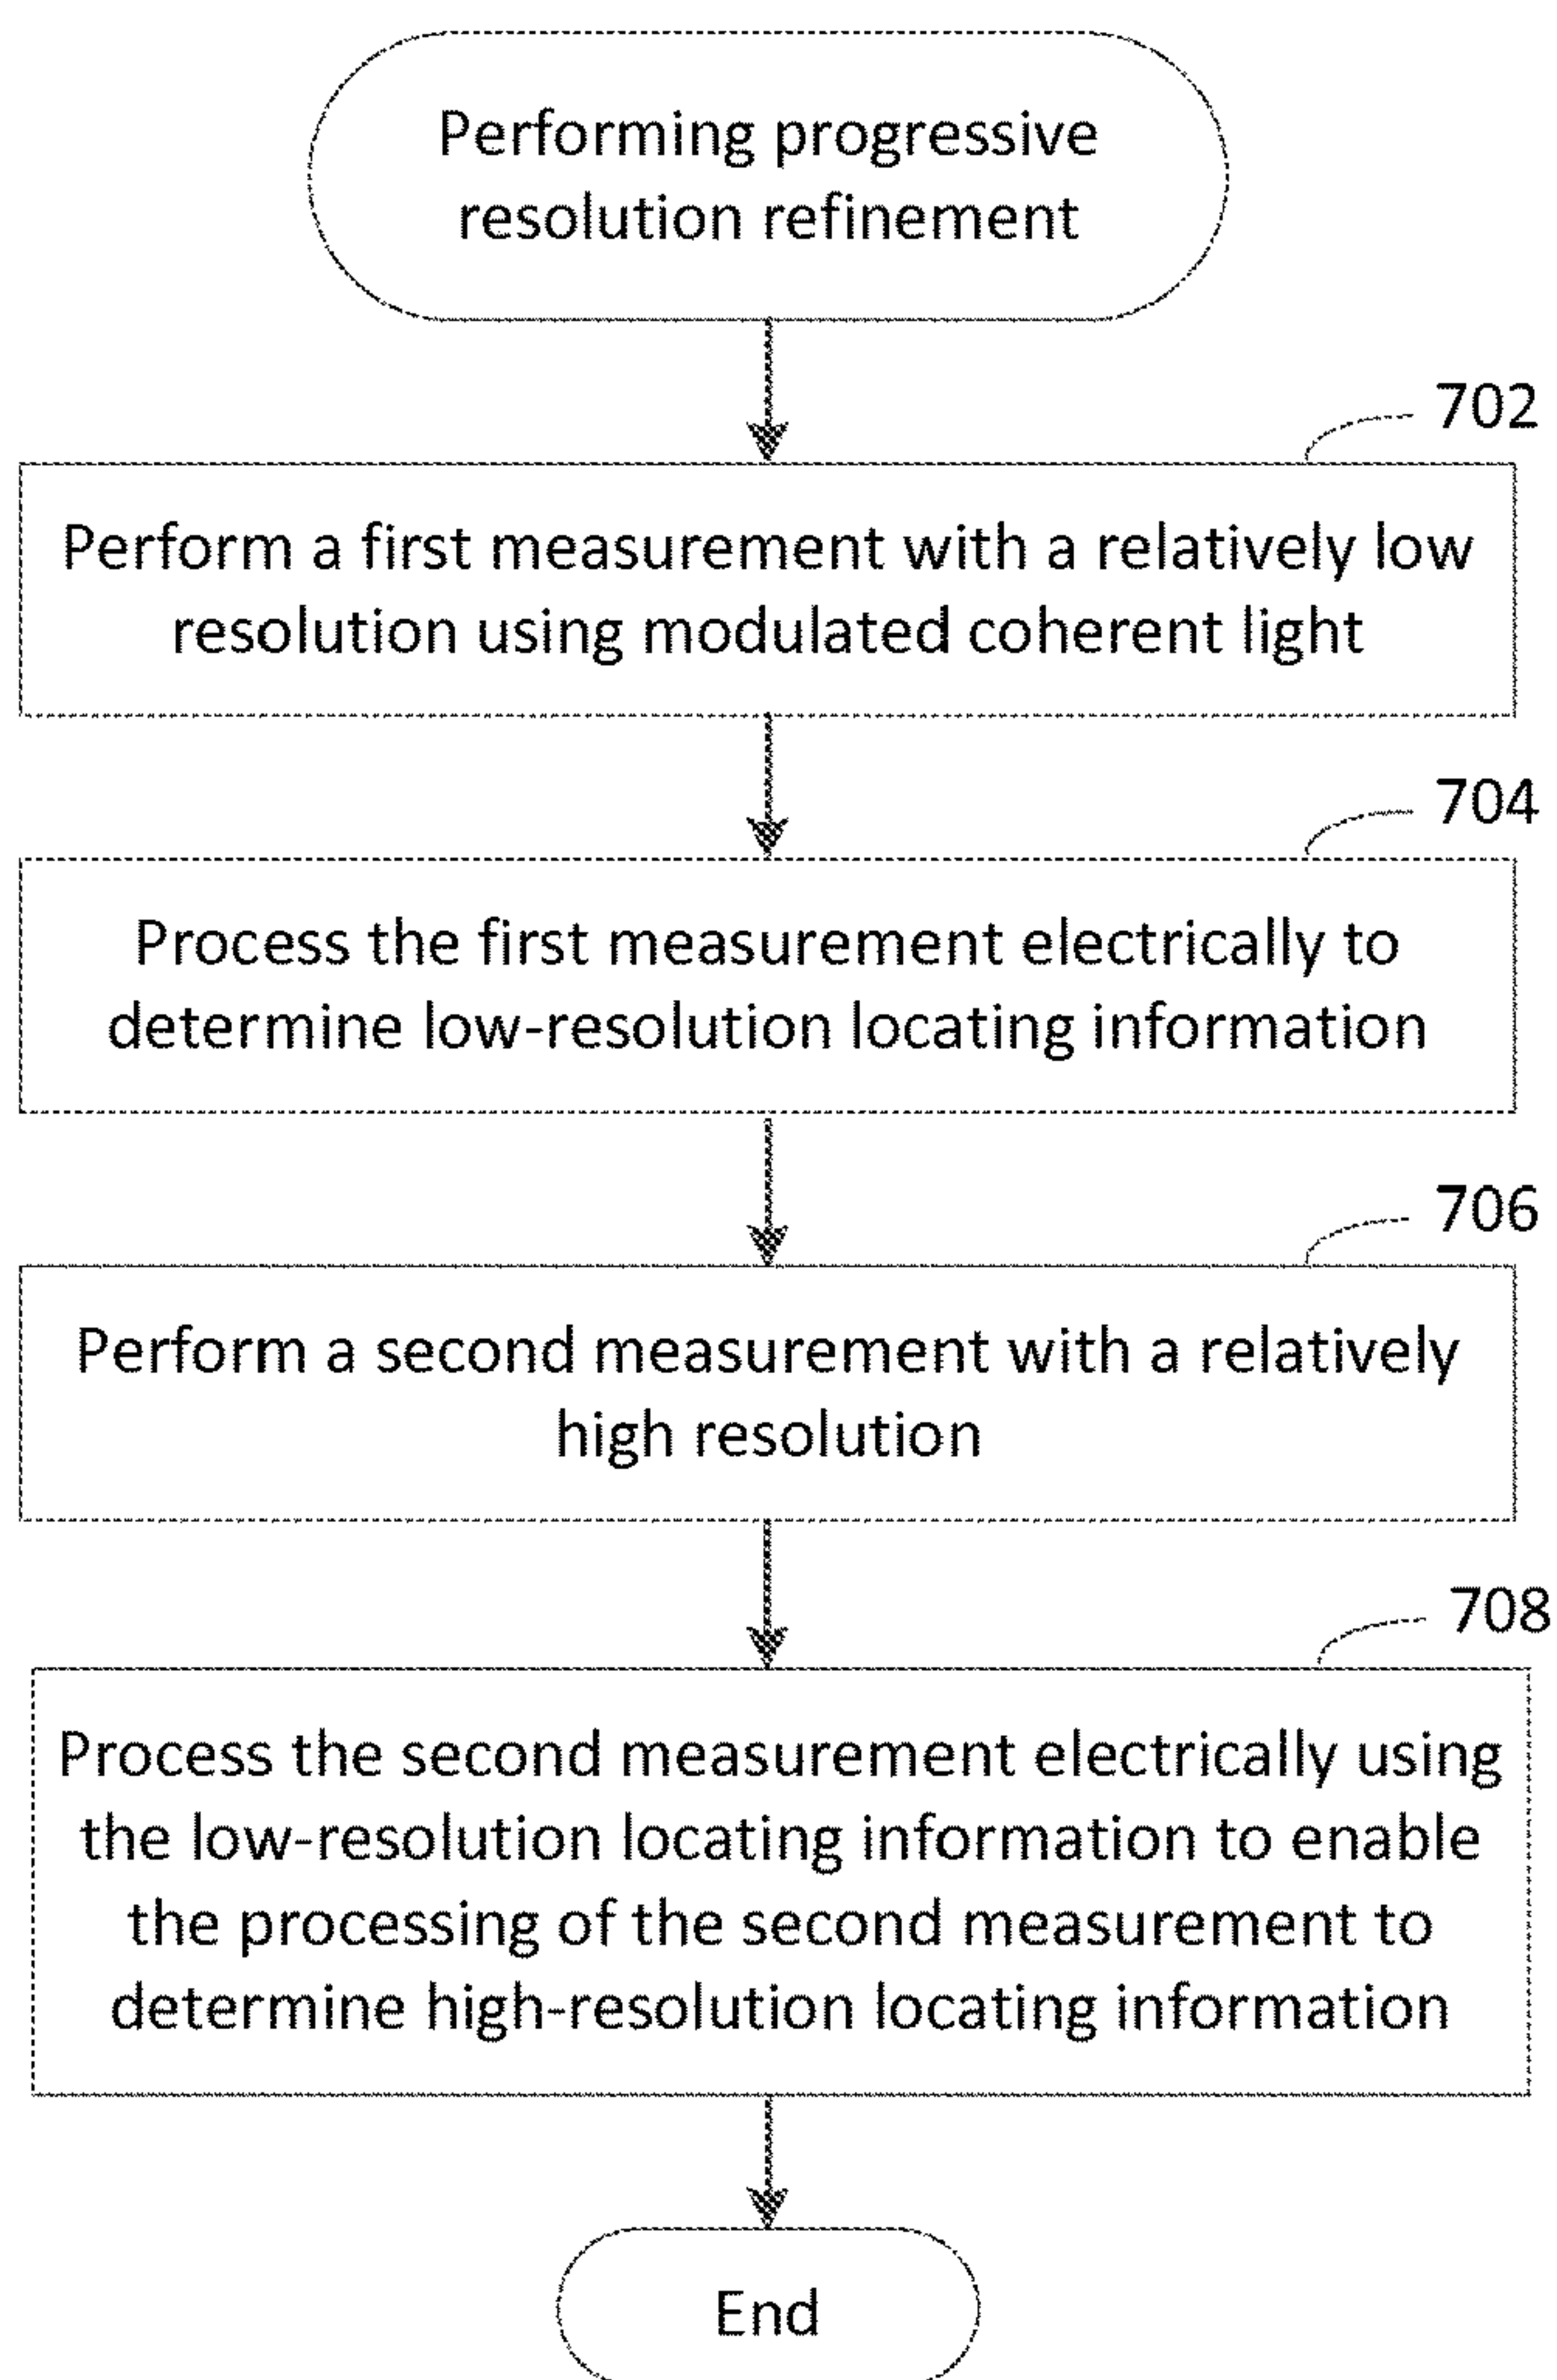 Performing progressive
resolution refinement
702
Perform a first measurement with a relatively low
resolution using modulated coherent light
704
Process the first measurement electrically to
determine low-resolution locating information
706
Perform a second measurement with a relatively
high resolution
708
Process the second measurement electrically using
the low-resolution locating information to enable
the processing of the second measurement to
determine high-resolution locating information
End